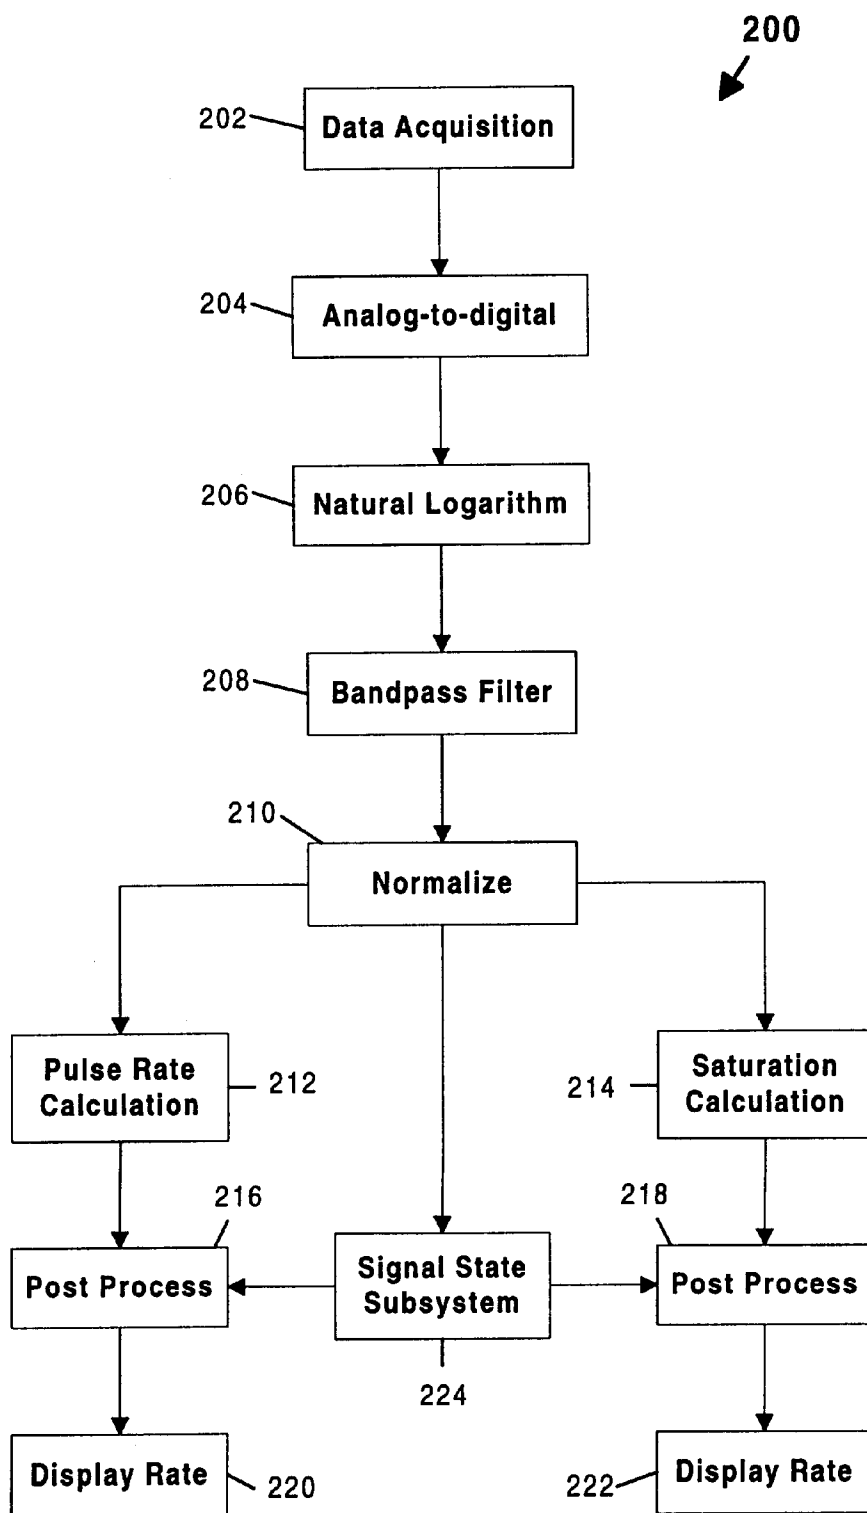 200
202
Data Acquisition
204
Analog-to-digital
206
Natural Logarithm
208
Bandpass Filter
210
Normalize
Pulse Rate
Calculation
212
214
Saturation
Calculation
216
218
Post Process
Signal State
Subsystem
Post Process
224
Display Rate
220
222
Display Rate